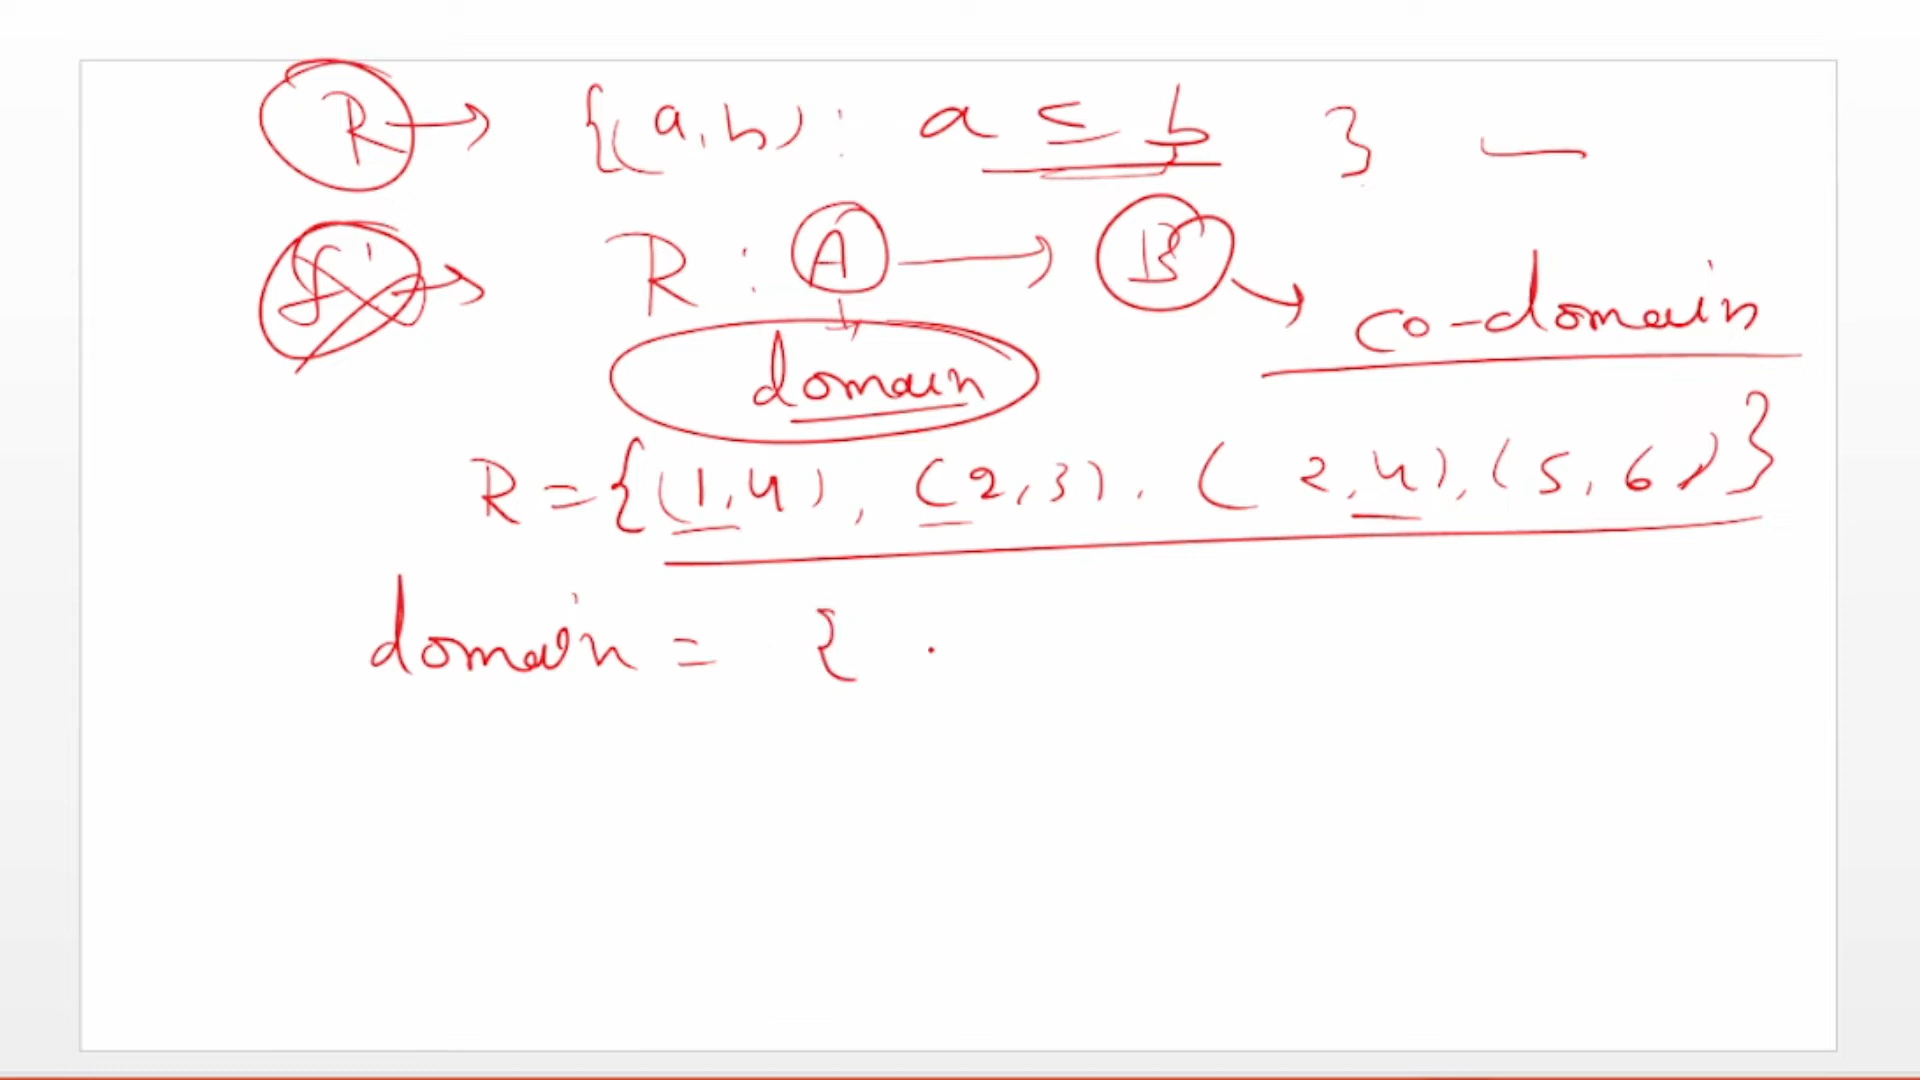 R → {(a,b): a ≤ b }
R : A → B → co-domain
domain
R = {(1,4), (2,3), (2,4), (5,6)}
domain = { .